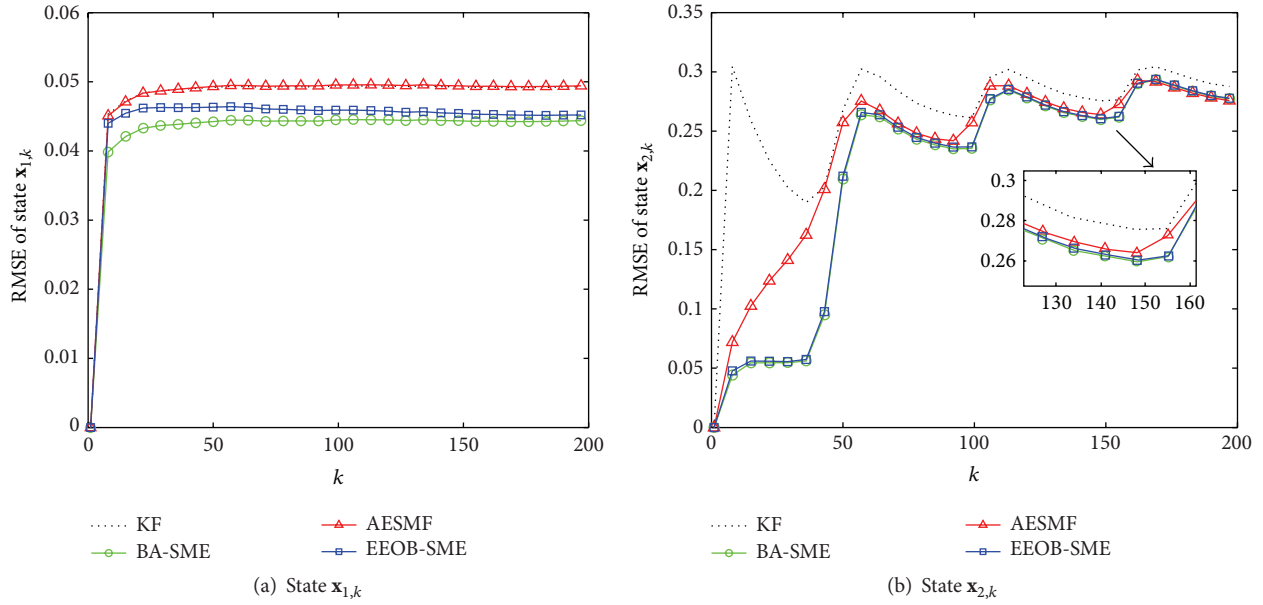 0.06
0.05
0.04
0.03
0.02
0.01
0
RMSE of state x1,k
0 50 100 150 200
k
KF
BA-SME
AESMF
EEOB-SME
(a) State x1,k
0.35
0.3
0.25
0.2
0.15
0.1
0.05
0
RMSE of state x2,k
0.3
0.28
0.26
130 140 150 160
0 50 100 150 200
k
KF
BA-SME
AESMF
EEOB-SME
(b) State x2,k